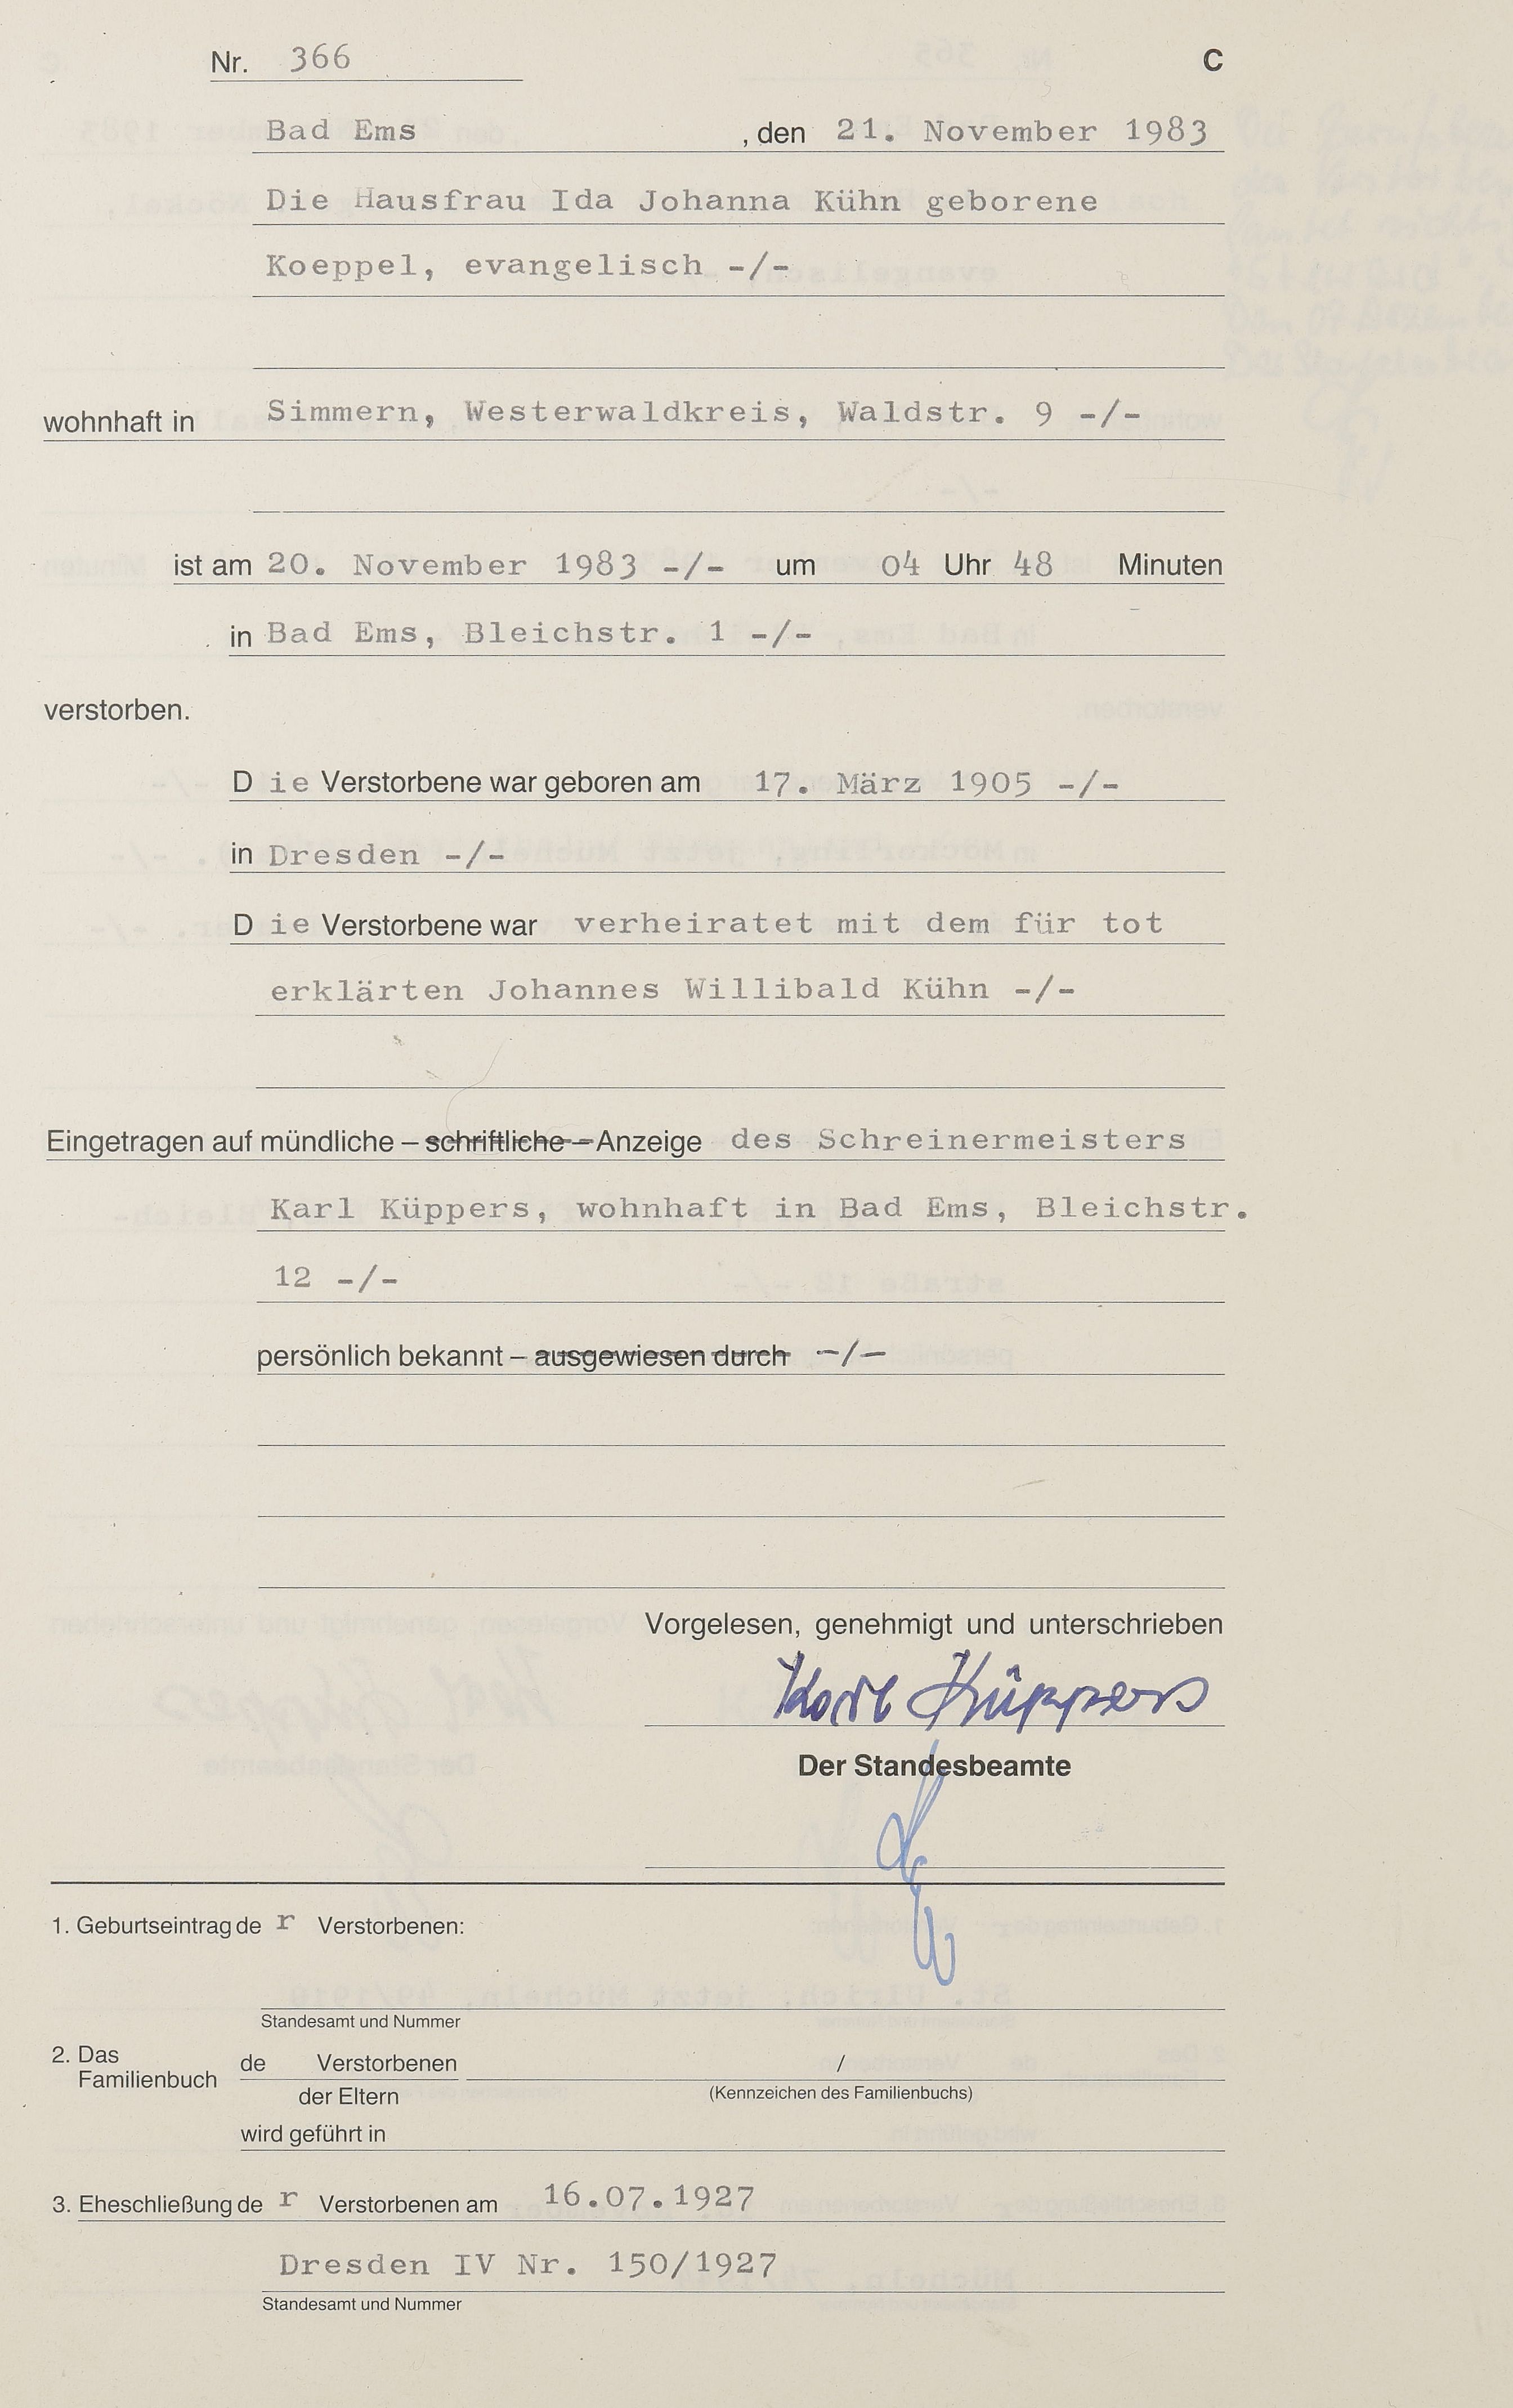 Nr. 366 C
Bad Ems , den 21. November 1983
Die Hausfrau Ida Johanna Kühn geborene
Koeppel, evangelisch -/-
wohnhaft in Simmern, Westerwaldkreis, Waldstr. 9 -/-
ist am 20. November 1983 -/- um 04 Uhr 48 Minuten
in Bad Ems, Bleichstr. 1 -/-
verstorben.
D ie Verstorbene war geboren am 17. März 1905 -/-
in Dresden -/-
D ie Verstorbene war verheiratet mit dem für tot
erklärten Johannes Willibald Kühn -/-
Eingetragen auf mündliche – schriftliche – Anzeige des Schreinermeisters
Karl Küppers, wohnhaft in Bad Ems, Bleichstr.
12 -/-
persönlich bekannt – ausgewiesen durch -/-
Vorgelesen, genehmigt und unterschrieben
Karl Küppers
Der Standesbeamte
1. Geburtseintrag de r Verstorbenen:
Standesamt und Nummer
2. Das Familienbuch de Verstorbenen /
der Eltern (Kennzeichen des Familienbuchs)
wird geführt in
3. Eheschließung de r Verstorbenen am 16.07.1927
Dresden IV Nr. 150/1927
Standesamt und Nummer